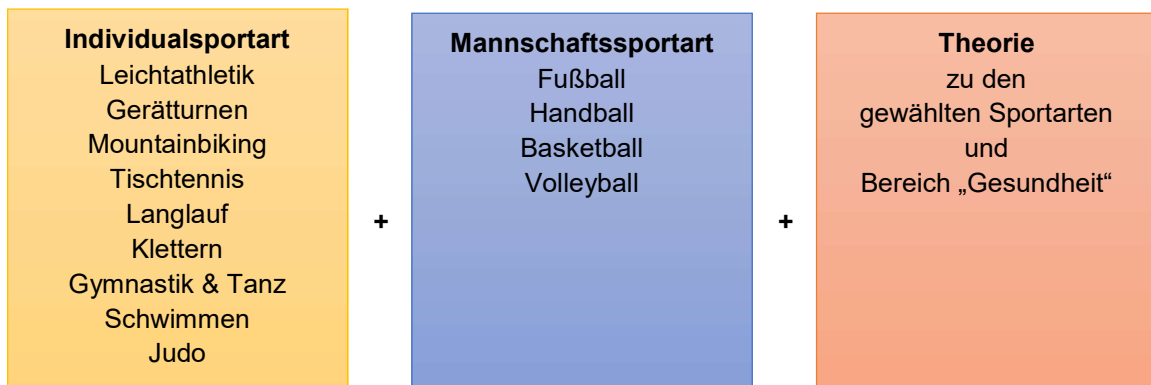 Individualsportart
Leichtathletik
Gerätturnen
Mountainbiking
Tischtennis
Langlauf
Klettern
Gymnastik & Tanz
Schwimmen
Judo
+
Mannschaftssportart
Fußball
Handball
Basketball
Volleyball
+
Theorie
zu den
gewählten Sportarten
und
Bereich „Gesundheit“